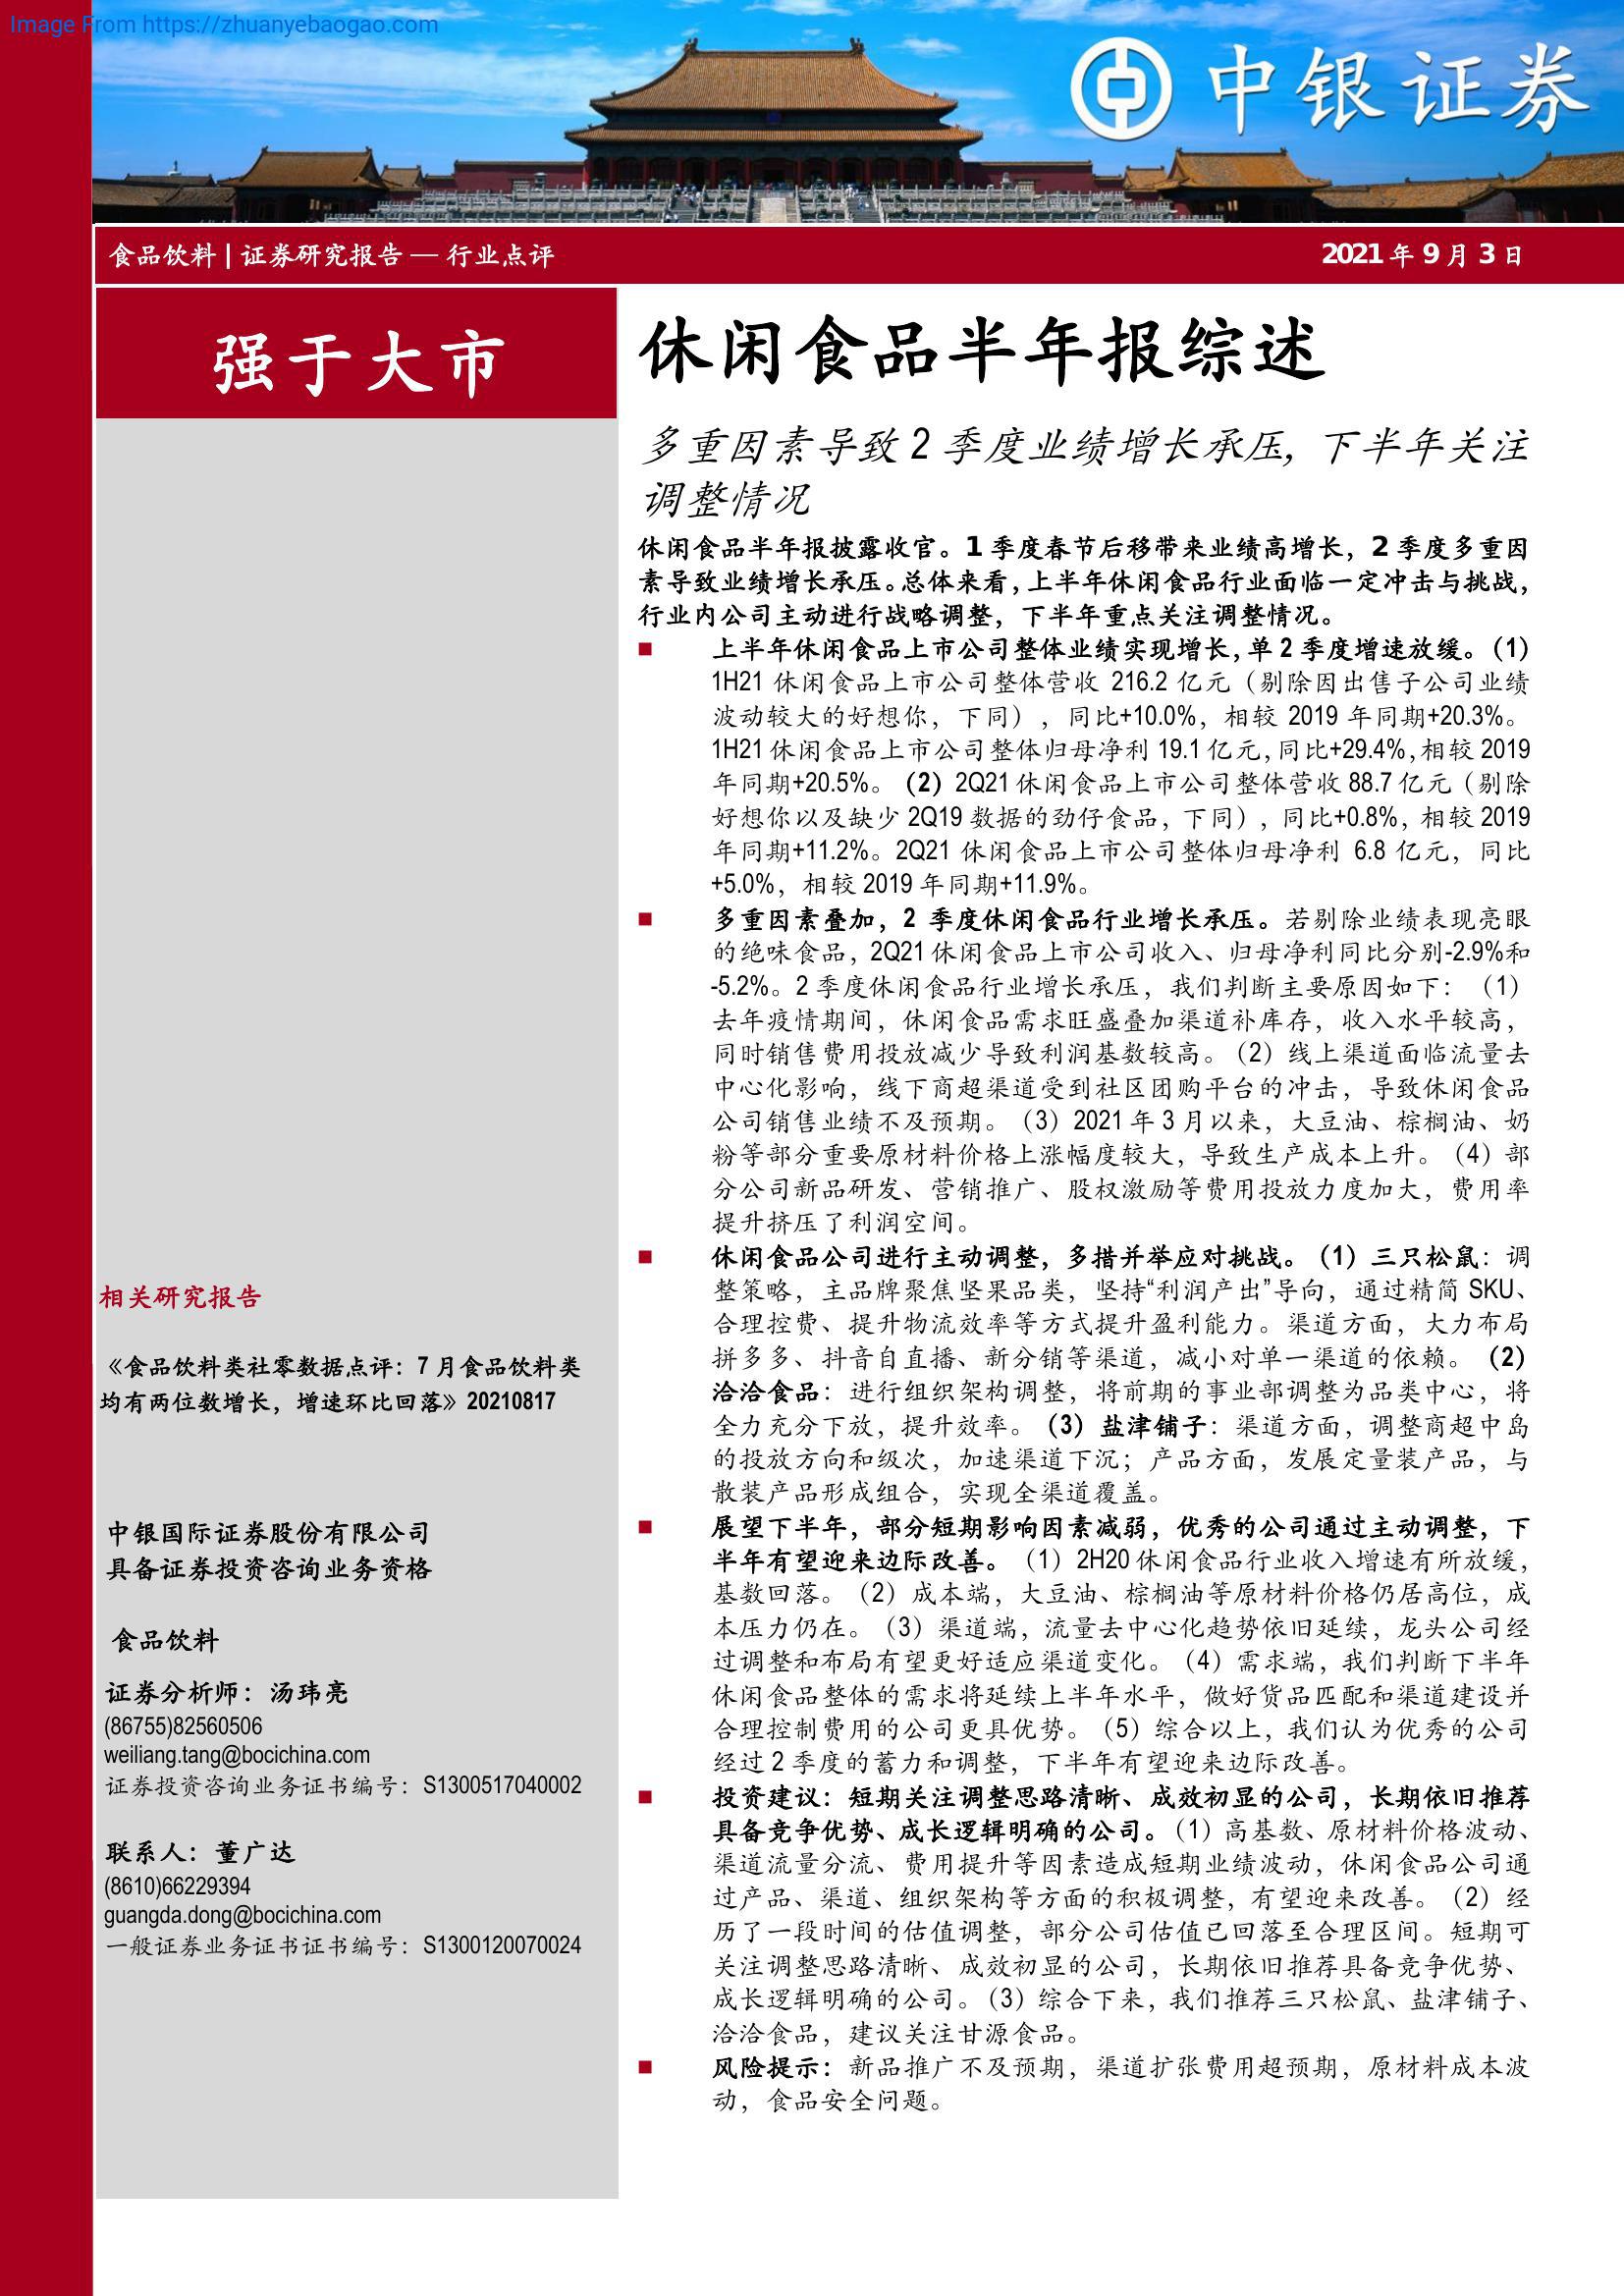 Image From https://zhuanyebaogao.com
中银证券
食品饮料 | 证券研究报告 — 行业点评
2021 年 9 月 3 日
强于大市
相关研究报告
《食品饮料类社零数据点评：7 月食品饮料类
均有两位数增长，增速环比回落》20210817
中银国际证券股份有限公司
具备证券投资咨询业务资格
食品饮料
证券分析师：汤玮亮
(86755)82560506
weiliang.tang@bocichina.com
证券投资咨询业务证书编号：S1300517040002
联系人：董广达
(8610)66229394
guangda.dong@bocichina.com
一般证券业务证书证书编号：S1300120070024
休闲食品半年报综述
多重因素导致 2 季度业绩增长承压，下半年关注
调整情况
休闲食品半年报披露收官。1 季度春节后移带来业绩高增长，2 季度多重因
素导致业绩增长承压。总体来看，上半年休闲食品行业面临一定冲击与挑战，
行业内公司主动进行战略调整，下半年重点关注调整情况。
■ 上半年休闲食品上市公司整体业绩实现增长，单 2 季度增速放缓。（1）
1H21 休闲食品上市公司整体营收 216.2 亿元（剔除因出售子公司业绩
波动较大的好想你，下同），同比+10.0%，相较 2019 年同期+20.3%。
1H21 休闲食品上市公司整体归母净利 19.1 亿元，同比+29.4%，相较 2019
年同期+20.5%。（2）2Q21 休闲食品上市公司整体营收 88.7 亿元（剔除
好想你以及缺少 2Q19 数据的劲仔食品，下同），同比+0.8%，相较 2019
年同期+11.2%。2Q21 休闲食品上市公司整体归母净利 6.8 亿元，同比
+5.0%，相较 2019 年同期+11.9%。
■ 多重因素叠加，2 季度休闲食品行业增长承压。若剔除业绩表现亮眼
的绝味食品，2Q21 休闲食品上市公司收入、归母净利同比分别-2.9%和
-5.2%。2 季度休闲食品行业增长承压，我们判断主要原因如下：（1）
去年疫情期间，休闲食品需求旺盛叠加渠道补库存，收入水平较高，
同时销售费用投放减少导致利润基数较高。（2）线上渠道面临流量去
中心化影响，线下商超渠道受到社区团购平台的冲击，导致休闲食品
公司销售业绩不及预期。（3）2021 年 3 月以来，大豆油、棕榈油、奶
粉等部分重要原材料价格上涨幅度较大，导致生产成本上升。（4）部
分公司新品研发、营销推广、股权激励等费用投放力度加大，费用率
提升挤压了利润空间。
■ 休闲食品公司进行主动调整，多措并举应对挑战。（1）三只松鼠：调
整策略，主品牌聚焦坚果品类，坚持“利润产出”导向，通过精简 SKU、
合理控费、提升物流效率等方式提升盈利能力。渠道方面，大力布局
拼多多、抖音自直播、新分销等渠道，减小对单一渠道的依赖。（2）
洽洽食品：进行组织架构调整，将前期的事业部调整为品类中心，将
全力充分下放，提升效率。（3）盐津铺子：渠道方面，调整商超中岛
的投放方向和级次，加速渠道下沉；产品方面，发展定量装产品，与
散装产品形成组合，实现全渠道覆盖。
■ 展望下半年，部分短期影响因素减弱，优秀的公司通过主动调整，下
半年有望迎来边际改善。（1）2H20 休闲食品行业收入增速有所放缓，
基数回落。（2）成本端，大豆油、棕榈油等原材料价格仍居高位，成
本压力仍在。（3）渠道端，流量去中心化趋势依旧延续，龙头公司经
过调整和布局有望更好适应渠道变化。（4）需求端，我们判断下半年
休闲食品整体的需求将延续上半年水平，做好货品匹配和渠道建设并
合理控制费用的公司更具优势。（5）综合以上，我们认为优秀的公司
经过 2 季度的蓄力和调整，下半年有望迎来边际改善。
■ 投资建议：短期关注调整思路清晰、成效初显的公司，长期依旧推荐
具备竞争优势、成长逻辑明确的公司。（1）高基数、原材料价格波动、
渠道流量分流、费用提升等因素造成短期业绩波动，休闲食品公司通
过产品、渠道、组织架构等方面的积极调整，有望迎来改善。（2）经
历了一段时间的估值调整，部分公司估值已回落至合理区间。短期可
关注调整思路清晰、成效初显的公司，长期依旧推荐具备竞争优势、
成长逻辑明确的公司。（3）综合下来，我们推荐三只松鼠、盐津铺子、
洽洽食品，建议关注甘源食品。
■ 风险提示：新品推广不及预期，渠道扩张费用超预期，原材料成本波
动，食品安全问题。